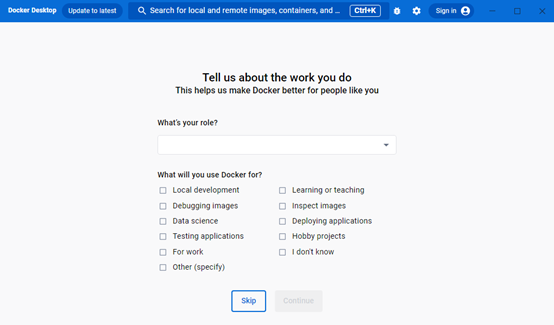 Docker Desktop Update to latest Search for local and remote images, containers, and ... Ctrl+K Sign in
Tell us about the work you do
This helps us make Docker better for people like you
What's your role?
What will you use Docker for?
Local development Learning or teaching
Debugging images Inspect images
Data science Deploying applications
Testing applications Hobby projects
For work I don't know
Other (specify)
Skip Continue